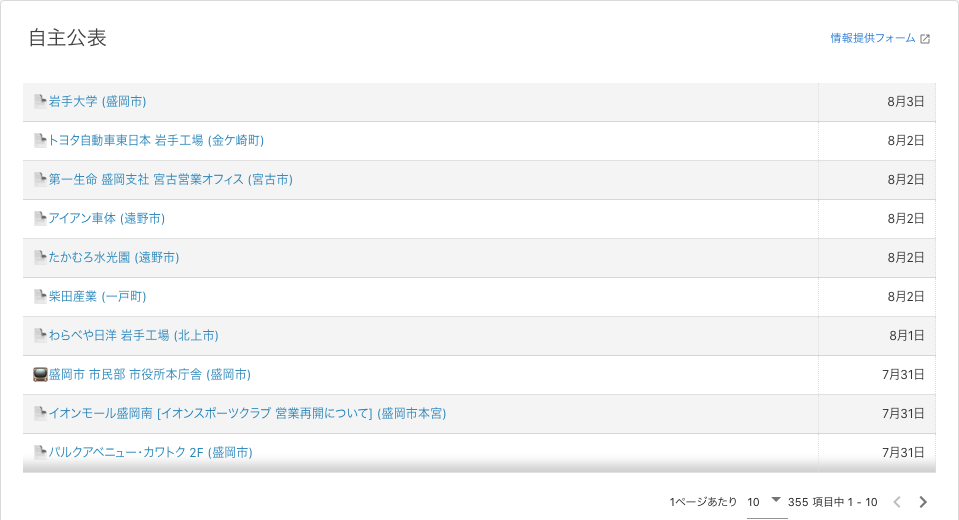 自主公表
情報提供フォーム
岩手大学 (盛岡市) 8月3日
トヨタ自動車東日本 岩手工場 (金ケ崎町) 8月2日
第一生命 盛岡支社 宮古営業オフィス (宮古市) 8月2日
アイアン車体 (遠野市) 8月2日
たかむろ水光園 (遠野市) 8月2日
柴田産業 (一戸町) 8月2日
わらべや日洋 岩手工場 (北上市) 8月1日
盛岡市 市民部 市役所本庁舎 (盛岡市) 7月31日
イオンモール盛岡南 [イオンスポーツクラブ 営業再開について] (盛岡市本宮) 7月31日
パルクアベニュー・カワトク 2F (盛岡市) 7月31日
1ページあたり 10 355 項目中 1 - 10